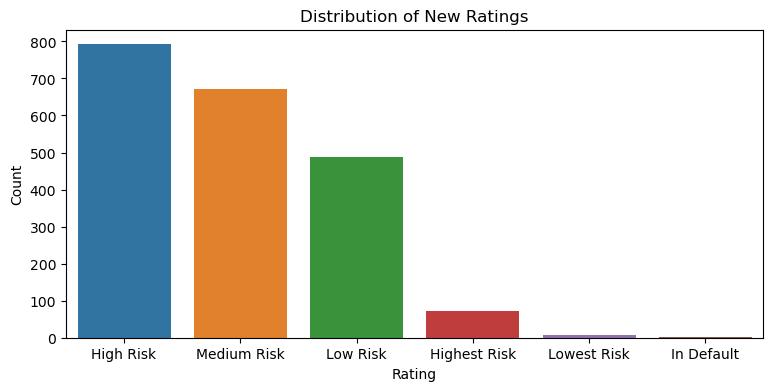 Distribution of New Ratings
Count
800
700
600
500
400
300
200
100
0
High Risk Medium Risk Low Risk Highest Risk Lowest Risk In Default
Rating